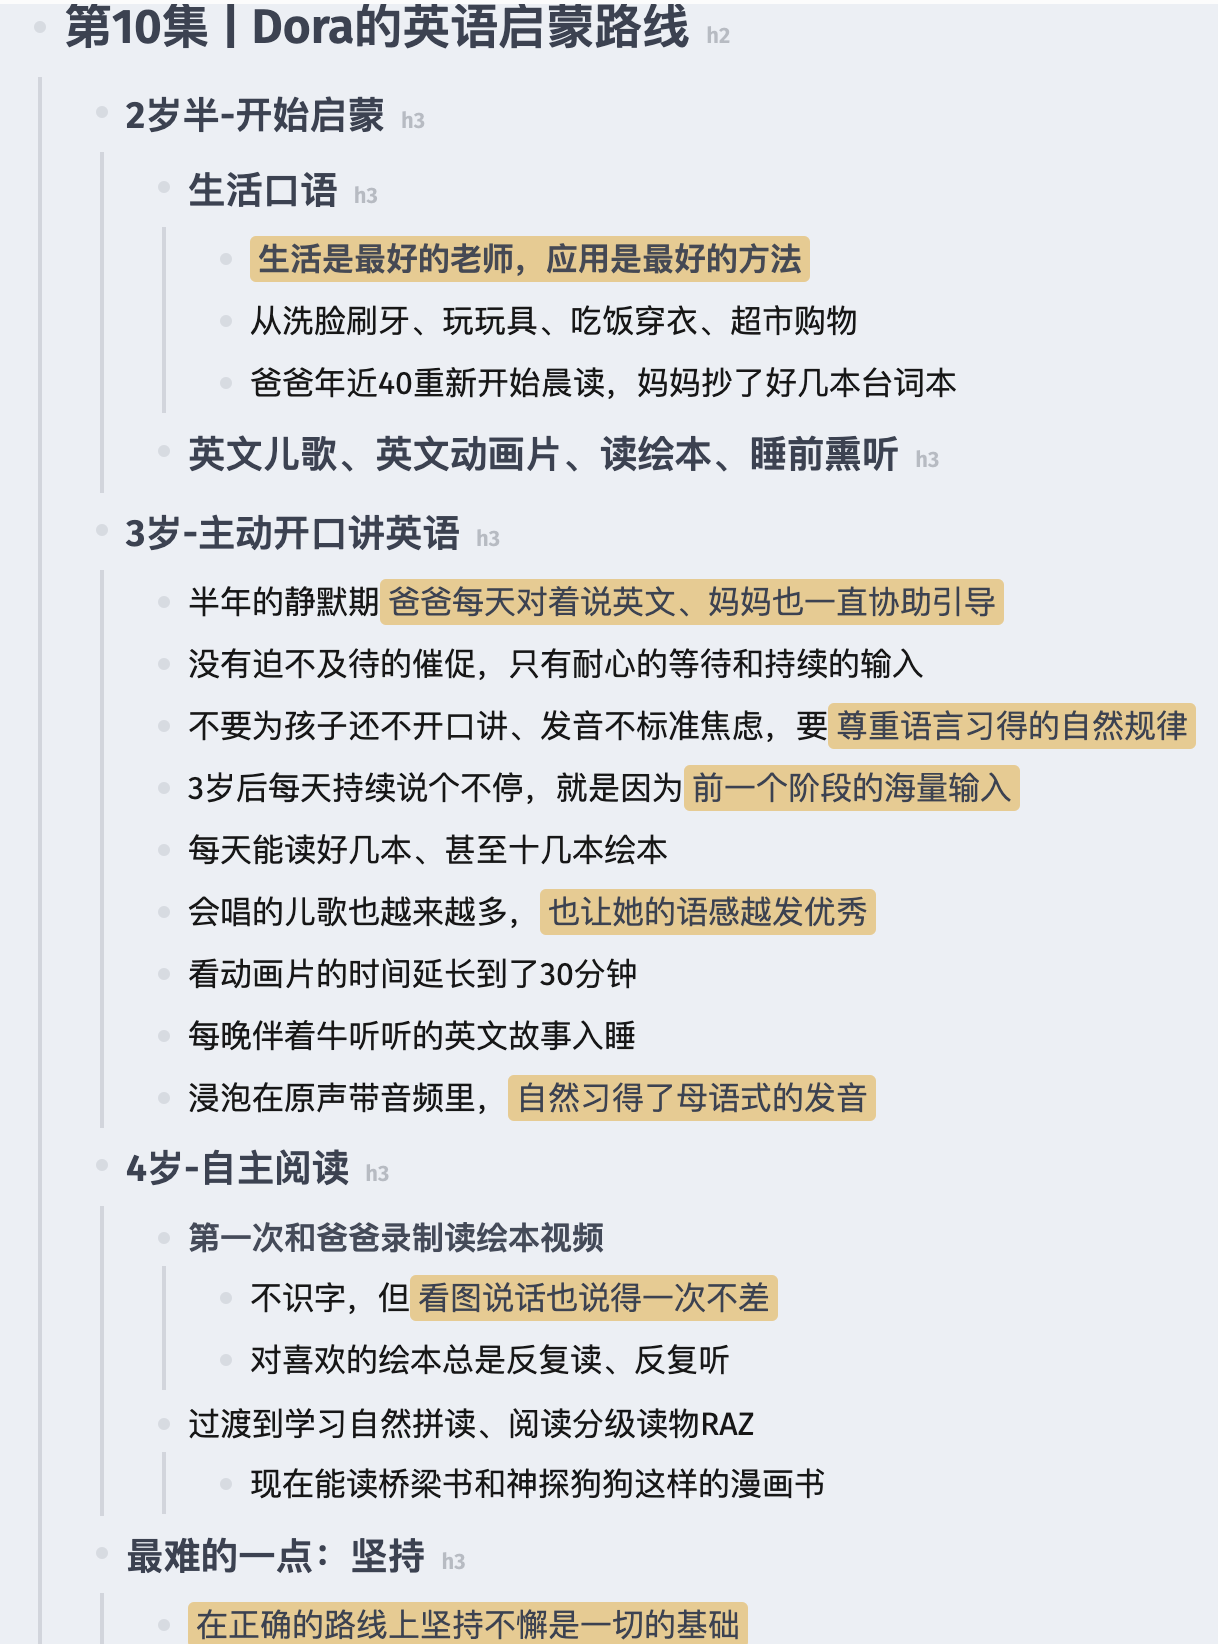 第10集 | Dora的英语启蒙路线 h2
2岁半-开始启蒙 h3
生活口语 h3
生活是最好的老师，应用是最好的方法
从洗脸刷牙、玩玩具、吃饭穿衣、超市购物
爸爸年近40重新开始晨读，妈妈抄了好几本台词本
英文儿歌、英文动画片、读绘本、睡前熏听 h3
3岁-主动开口讲英语 h3
半年的静默期爸爸每天对着说英文、妈妈也一直协助引导
没有迫不及待的催促，只有耐心的等待和持续的输入
不要为孩子还不开口讲、发音不标准焦虑，要尊重语言习得的自然规律
3岁后每天持续说个不停，就是因为前一个阶段的海量输入
每天能读好几本、甚至十几本绘本
会唱的儿歌也越来越多，也让她的语感越发优秀
看动画片的时间延长到了30分钟
每晚伴着牛听听的英文故事入睡
浸泡在原声带音频里，自然习得了母语式的发音
4岁-自主阅读 h3
第一次和爸爸录制读绘本视频
不识字，但看图说话也说得一次不差
对喜欢的绘本总是反复读、反复听
过渡到学习自然拼读、阅读分级读物RAZ
现在能读桥梁书和神探狗狗这样的漫画书
最难的一点：坚持 h3
在正确的路线上坚持不懈是一切的基础